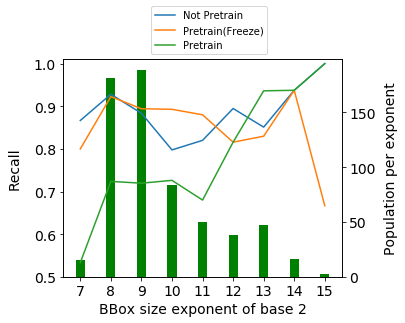 Not Pretrain
Pretrain(Freeze)
Pretrain
1.0
0.9
0.8
0.7
0.6
0.5
Recall
150
100
50
0
Population per exponent
7 8 9 10 11 12 13 14 15
BBox size exponent of base 2